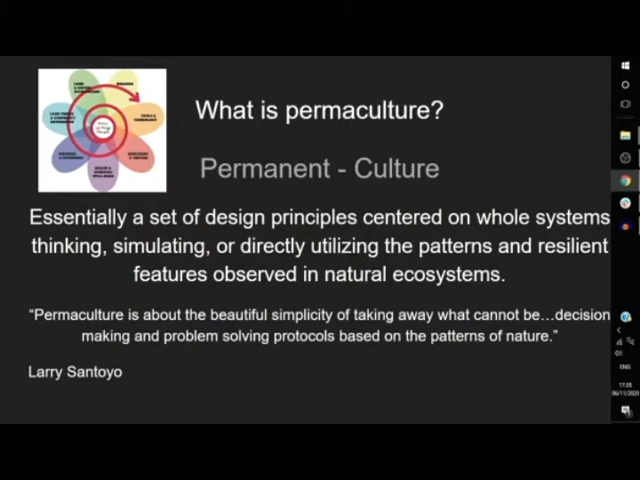 What is permaculture?
Permanent - Culture
Essentially a set of design principles centered on whole systems
thinking, simulating, or directly utilizing the patterns and resilient
features observed in natural ecosystems.
“Permaculture is about the beautiful simplicity of taking away what cannot be…decision
making and problem solving protocols based on the patterns of nature.”
Larry Santoyo
ENG